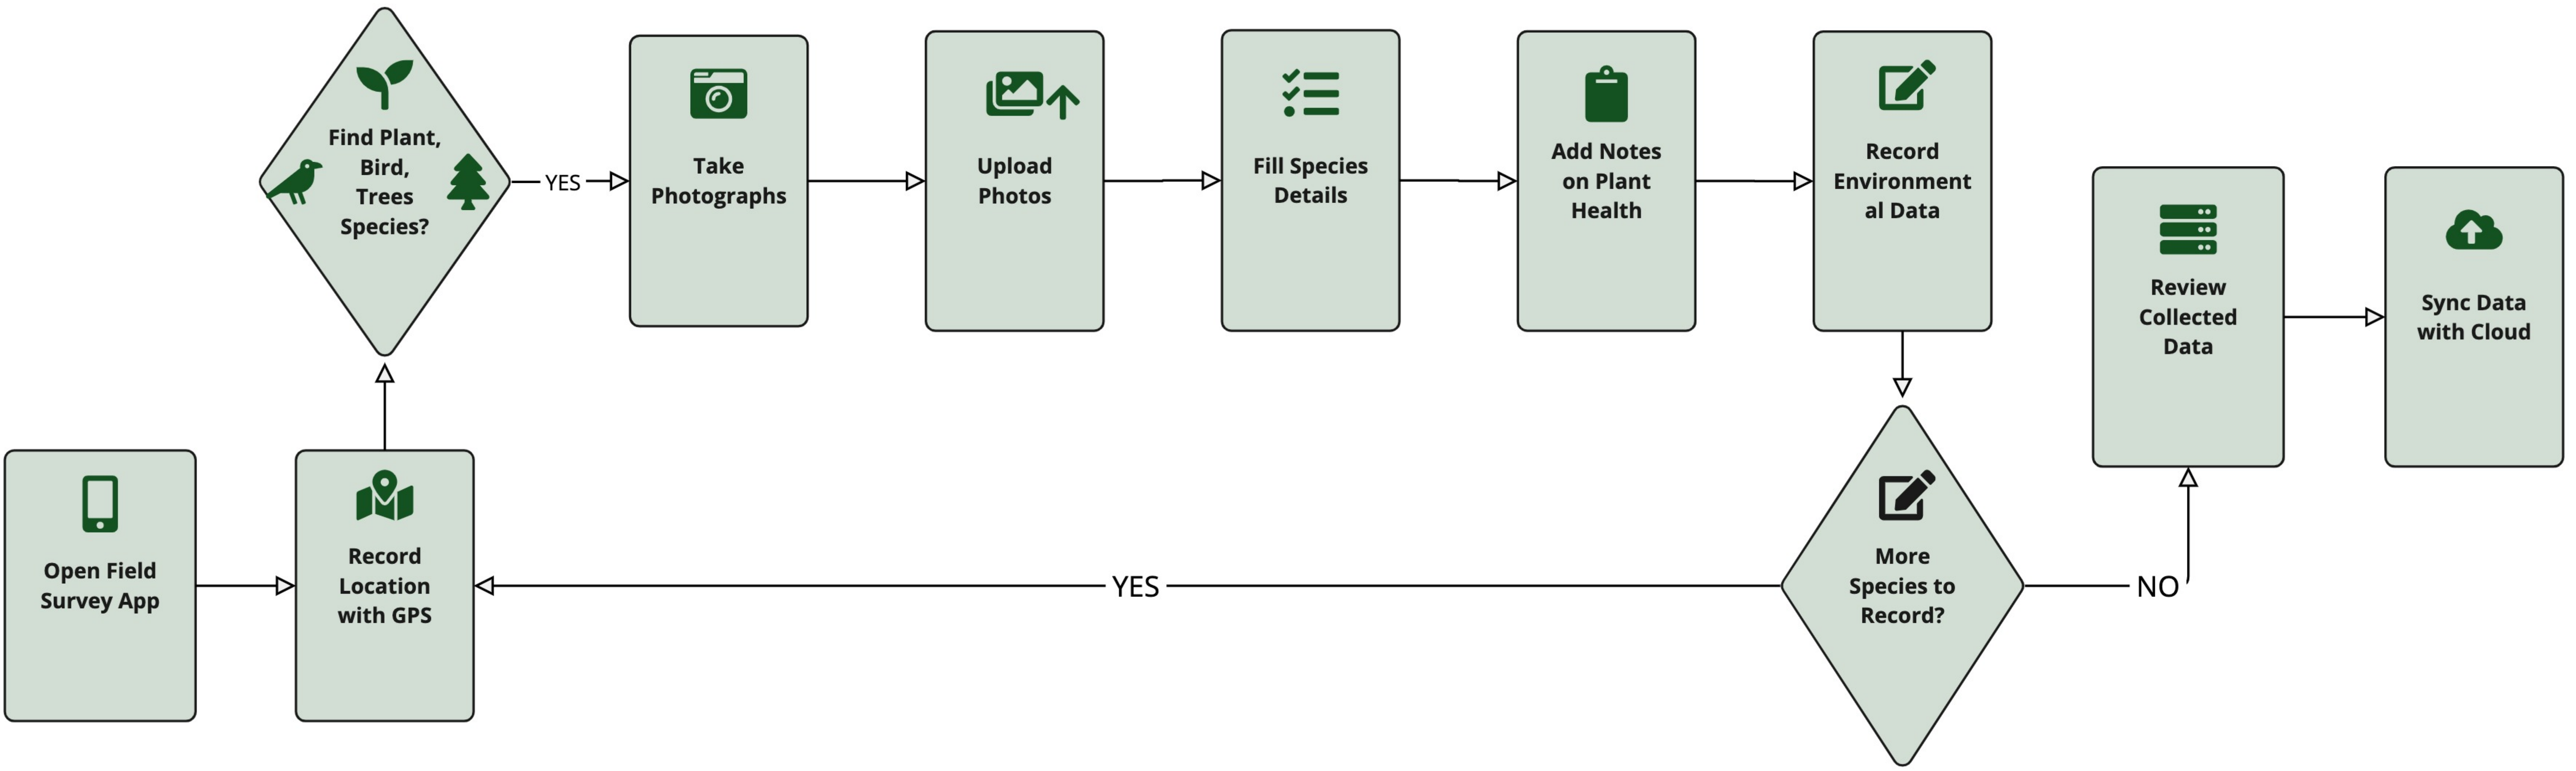 Find Plant,
Bird,
Trees
Species?
YES
Take
Photographs
Upload
Photos
Fill Species
Details
Add Notes
on Plant
Health
Record
Environment
al Data
Review
Collected
Data
Sync Data
with Cloud
Open Field
Survey App
Record
Location
with GPS
YES
More
Species to
Record?
NO